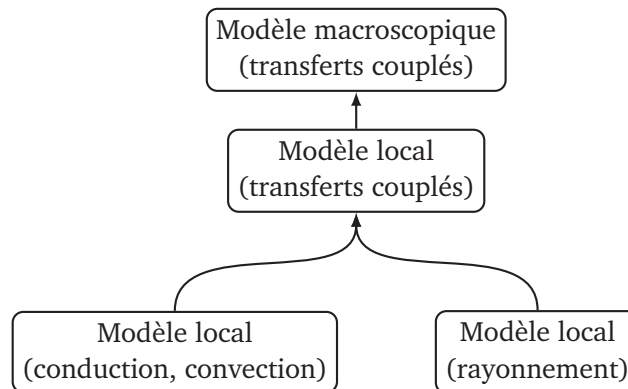 Modèle macroscopique
(transferts couplés)
Modèle local
(transferts couplés)
Modèle local
(conduction, convection)
Modèle local
(rayonnement)